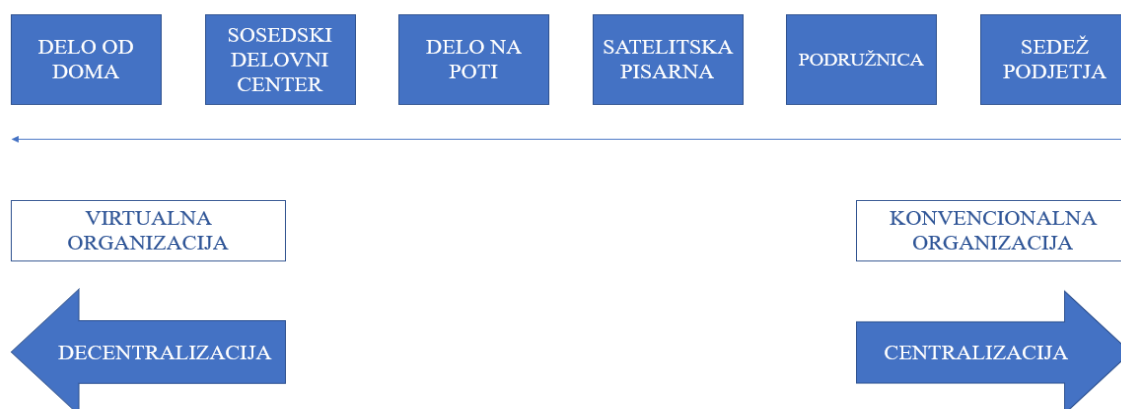 DELO OD
DOMA
SOSEDSKI
DELOVNI
CENTER
DELO NA
POTI
SATELITSKA
PISARNA
PODRUŽNICA
SEDEŽ
PODJETJA
VIRTUALNA
ORGANIZACIJA
KONVENCIONALNA
ORGANIZACIJA
DECENTRALIZACIJA
CENTRALIZACIJA